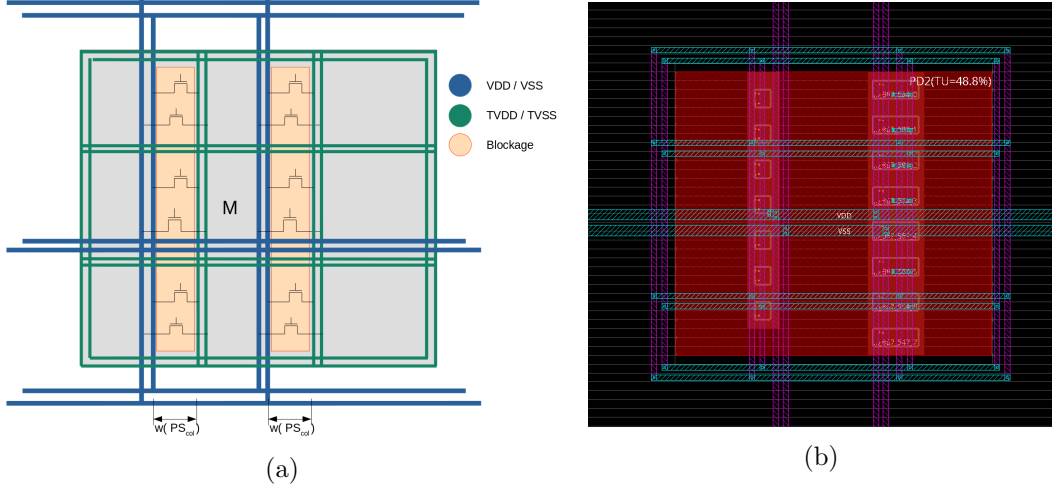 VDD / VSS
TVDD / TVSS
Blockage
M
w( PScol)
w( PScol)
(a)
PD2(TU=48.8%)
VDD
VSS
(b)